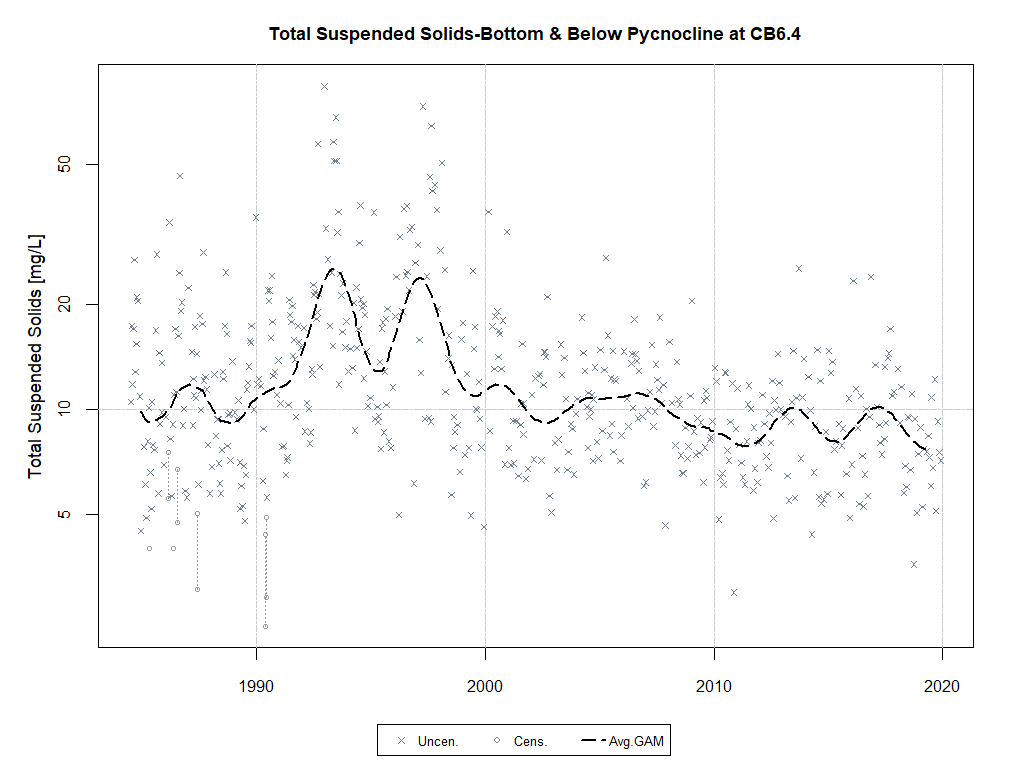 Total Suspended Solids-Bottom & Below Pycnocline at CB6.4
Total Suspended Solids [mg/L]
50
20
10
5
1990 2000 2010 2020
Uncen. Cens. Avg.GAM